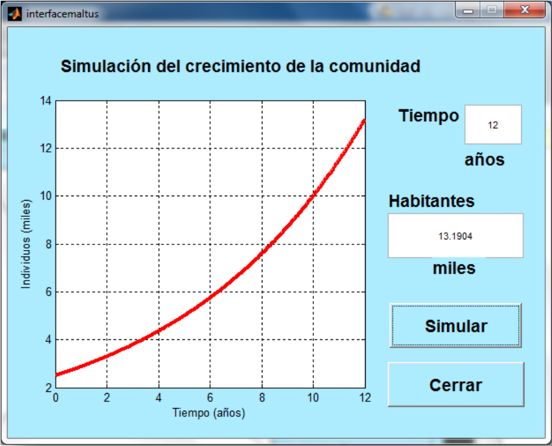 interfacemaltus
Simulación del crecimiento de la comunidad
14
12
10
8
6
4
2
Individuos (miles)
0 2 4 6 8 10 12
Tiempo (años)
Tiempo 12
años
Habitantes
13.1904
miles
Simular
Cerrar